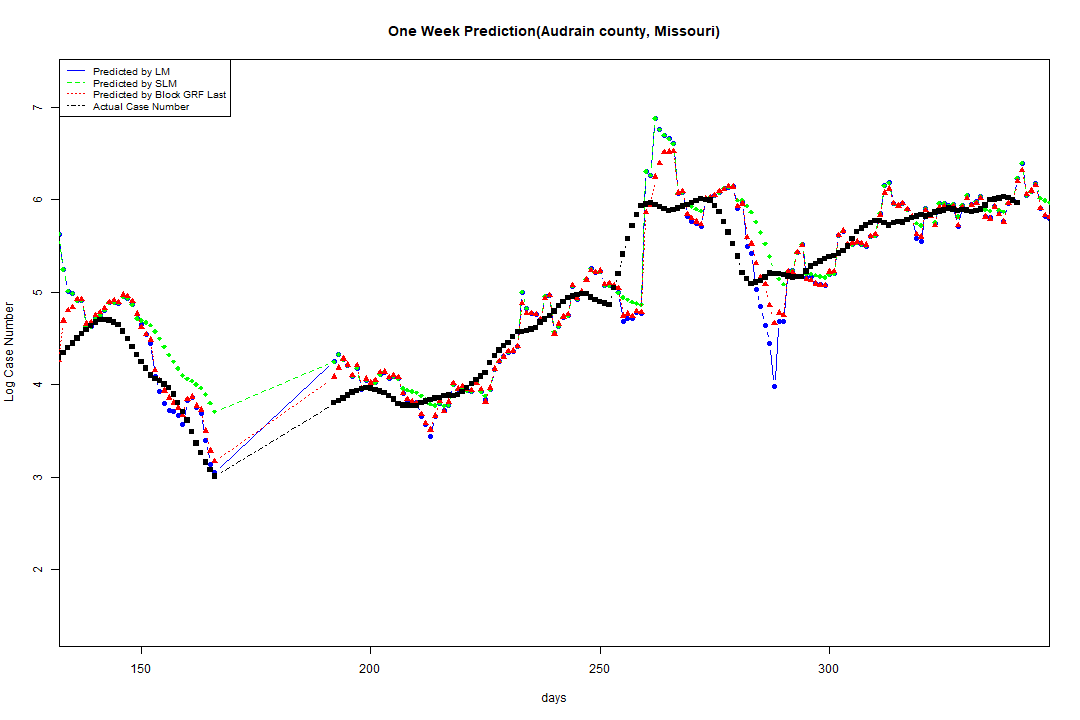 One Week Prediction(Audrain county, Missouri)
Predicted by LM
Predicted by SLM
Predicted by Block GRF Last
Actual Case Number
7
6
5
4
3
2
Log Case Number
150 200 250 300
days